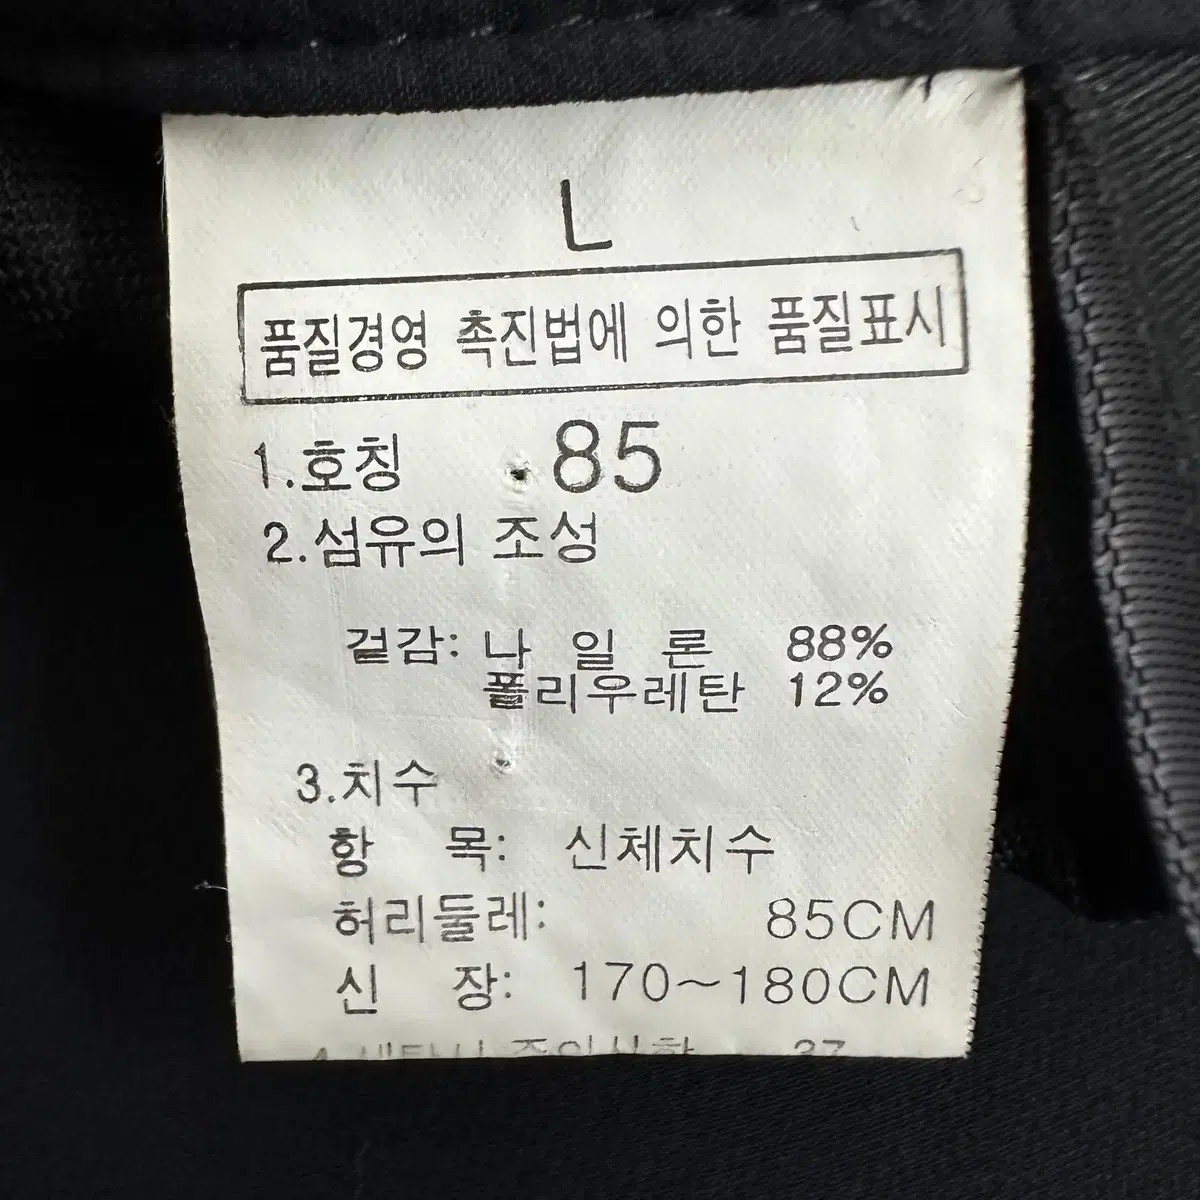 L
품질경영 촉진법에 의한 품질표시
1.호칭 85
2.섬유의 조성
겉감: 나 일 론 88%
폴리우레탄 12%
3.치수
항 목: 신체치수
허리둘레: 85CM
신 장: 170~180CM